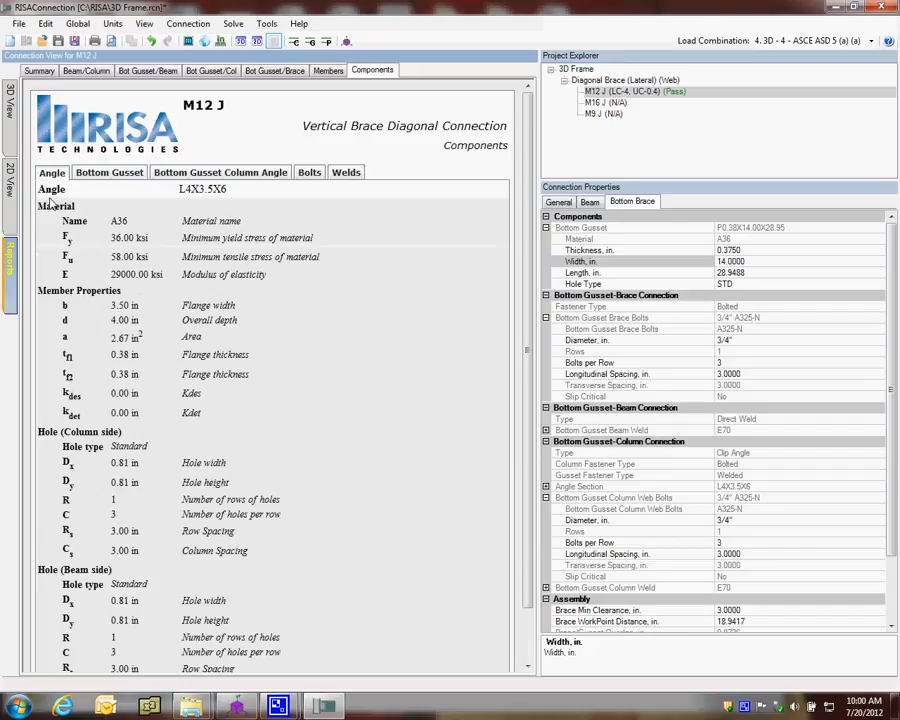 RISAConnection [C:\RISA\3D Frame.rcn]*
File Edit Global Units View Connection Solve Tools Help
3D 2D C G P Load Combination: 4. 3D - 4 - ASCE ASD 5 (a) (a)
Connection View for M12 J
Summary Beam/Column Bot Gusset/Beam Bot Gusset/Col Bot Gusset/Brace Members Components
3D View
2D View
Reports
RISA
TECHNOLOGIES
M12 J
Vertical Brace Diagonal Connection
Components
Angle Bottom Gusset Bottom Gusset Column Angle Bolts Welds
Angle L4X3.5X6
Material
Name A36 Material name
Fy 36.00 ksi Minimum yield stress of material
Fu 58.00 ksi Minimum tensile stress of material
E 29000.00 ksi Modulus of elasticity
Member Properties
b 3.50 in Flange width
d 4.00 in Overall depth
a 2.67 in2 Area
tf1 0.38 in Flange thickness
tf2 0.38 in Flange thickness
kdes 0.00 in Kdes
kdet 0.00 in Kdet
Hole (Column side)
Hole type Standard
Dx 0.81 in Hole width
Dy 0.81 in Hole height
R 1 Number of rows of holes
C 3 Number of holes per row
Rs 3.00 in Row Spacing
Cs 3.00 in Column Spacing
Hole (Beam side)
Hole type Standard
Dx 0.81 in Hole width
Dy 0.81 in Hole height
R 1 Number of rows of holes
C 3 Number of holes per row
R 3.00 in Row Spacing
Project Explorer
3D Frame
Diagonal Brace (Lateral) (Web)
M12 J (LC-4, UC-0.4) (Pass)
M16 J (N/A)
M9 J (N/A)
Connection Properties
General Beam Bottom Brace
Components
Bottom Gusset P0.38X14.00X28.95
Material A36
Thickness, in. 0.3750
Width, in. 14.0000
Length, in. 28.9488
Hole Type STD
Bottom Gusset-Brace Connection
Fastener Type Bolted
Bottom Gusset Brace Bolts 3/4" A325-N
Bottom Gusset Brace Bolts A325-N
Diameter, in. 3/4"
Rows 1
Bolts per Row 3
Longitudinal Spacing, in. 3.0000
Transverse Spacing, in. 3.0000
Slip Critical No
Bottom Gusset-Beam Connection
Type Direct Weld
Bottom Gusset Beam Weld E70
Bottom Gusset-Column Connection
Type Clip Angle
Column Fastener Type Bolted
Gusset Fastener Type Welded
Angle Section L4X3.5X6
Bottom Gusset Column Web Bolts 3/4" A325-N
Bottom Gusset Column Web Bolts A325-N
Diameter, in. 3/4"
Rows 1
Bolts per Row 3
Longitudinal Spacing, in. 3.0000
Transverse Spacing, in. 3.0000
Slip Critical No
Bottom Gusset Column Weld E70
Assembly
Brace Min Clearance, in. 3.0000
Brace WorkPoint Distance, in. 18.9417
Width, in.
Width, in.
10:00 AM
7/20/2012